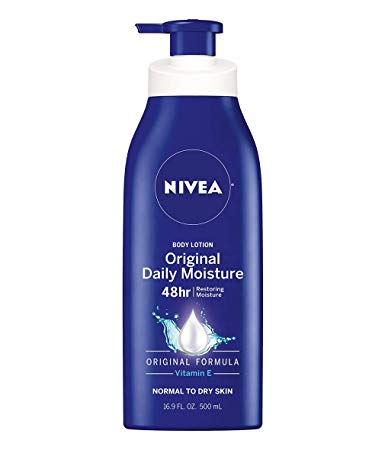 NIVEA
BODY LOTION
Original
Daily Moisture
48hr | Restoring
Moisture
ORIGINAL FORMULA
Vitamin E
NORMAL TO DRY SKIN
16.9 FL. OZ. 500 mL